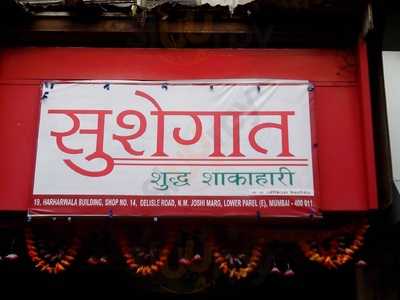 सुशेगात
शुद्ध शाकाहारी
19, HARHARWALA BUILDING, SHOP NO. 14, DELISLE ROAD, N.M. JOSHI MARG, LOWER PAREL (E), MUMBAI - 400 011.